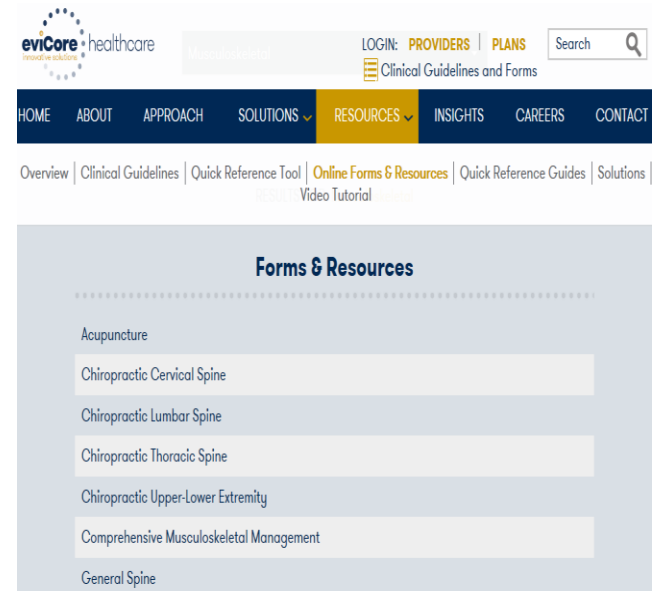 eviCore healthcare
innovative solutions
Musculoskeletal
LOGIN: PROVIDERS | PLANS
Search
Clinical Guidelines and Forms
HOME ABOUT APPROACH SOLUTIONS RESOURCES INSIGHTS CAREERS CONTACT
Overview | Clinical Guidelines | Quick Reference Tool | Online Forms & Resources | Quick Reference Guides | Solutions |
Video Tutorial
Forms & Resources
Acupuncture
Chiropractic Cervical Spine
Chiropractic Lumbar Spine
Chiropractic Thoracic Spine
Chiropractic Upper-Lower Extremity
Comprehensive Musculoskeletal Management
General Spine